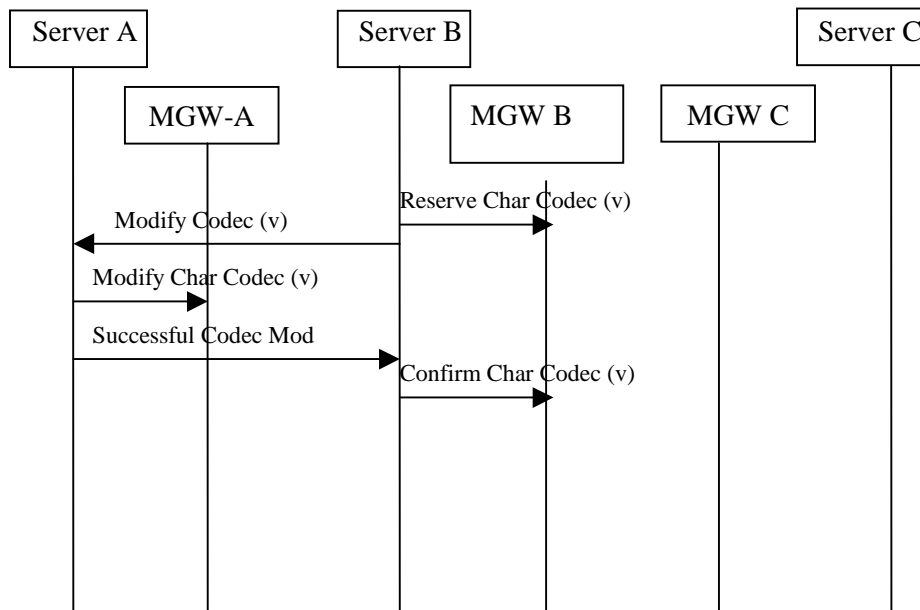 Server A
Server B
Server C
MGW-A
MGW B
MGW C
Reserve Char Codec (v)
Modify Codec (v)
Modify Char Codec (v)
Successful Codec Mod
Confirm Char Codec (v)